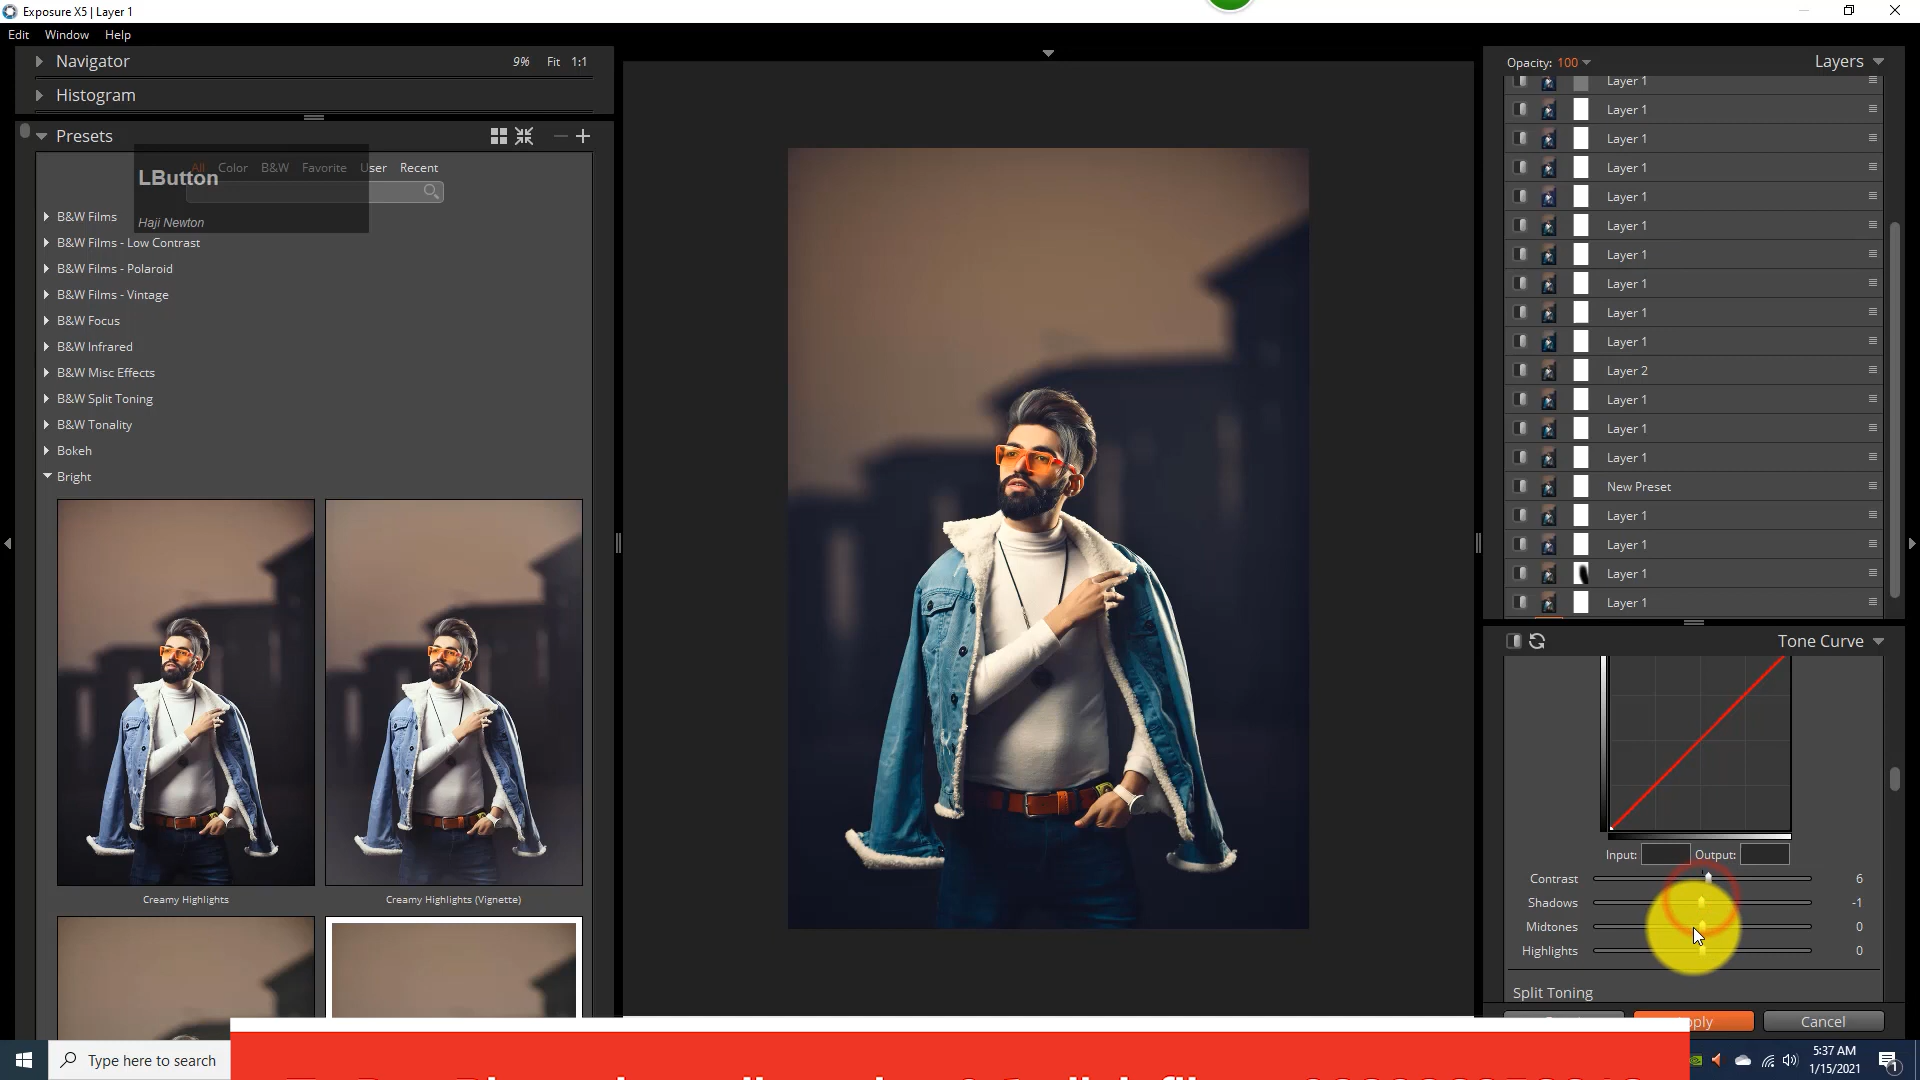 Exposure X5 | Layer 1
Edit Window Help
Navigator 9% Fit 1:1
Histogram
Presets
All Color B&W Favorite User Recent
LButton
Haji Newton
B&W Films
B&W Films - Low Contrast
B&W Films - Polaroid
B&W Films - Vintage
B&W Focus
B&W Infrared
B&W Misc Effects
B&W Split Toning
B&W Tonality
Bokeh
Bright
Creamy Highlights
Creamy Highlights (Vignette)
Opacity: 100 Layers
Layer 1
Layer 1
Layer 1
Layer 1
Layer 1
Layer 1
Layer 1
Layer 1
Layer 1
Layer 1
Layer 2
Layer 1
Layer 1
Layer 1
New Preset
Layer 1
Layer 1
Layer 1
Layer 1
Tone Curve
Input: Output:
Contrast 6
Shadows -1
Midtones 0
Highlights 0
Split Toning
Cancel
Type here to search
5:37 AM
1/15/2021
1